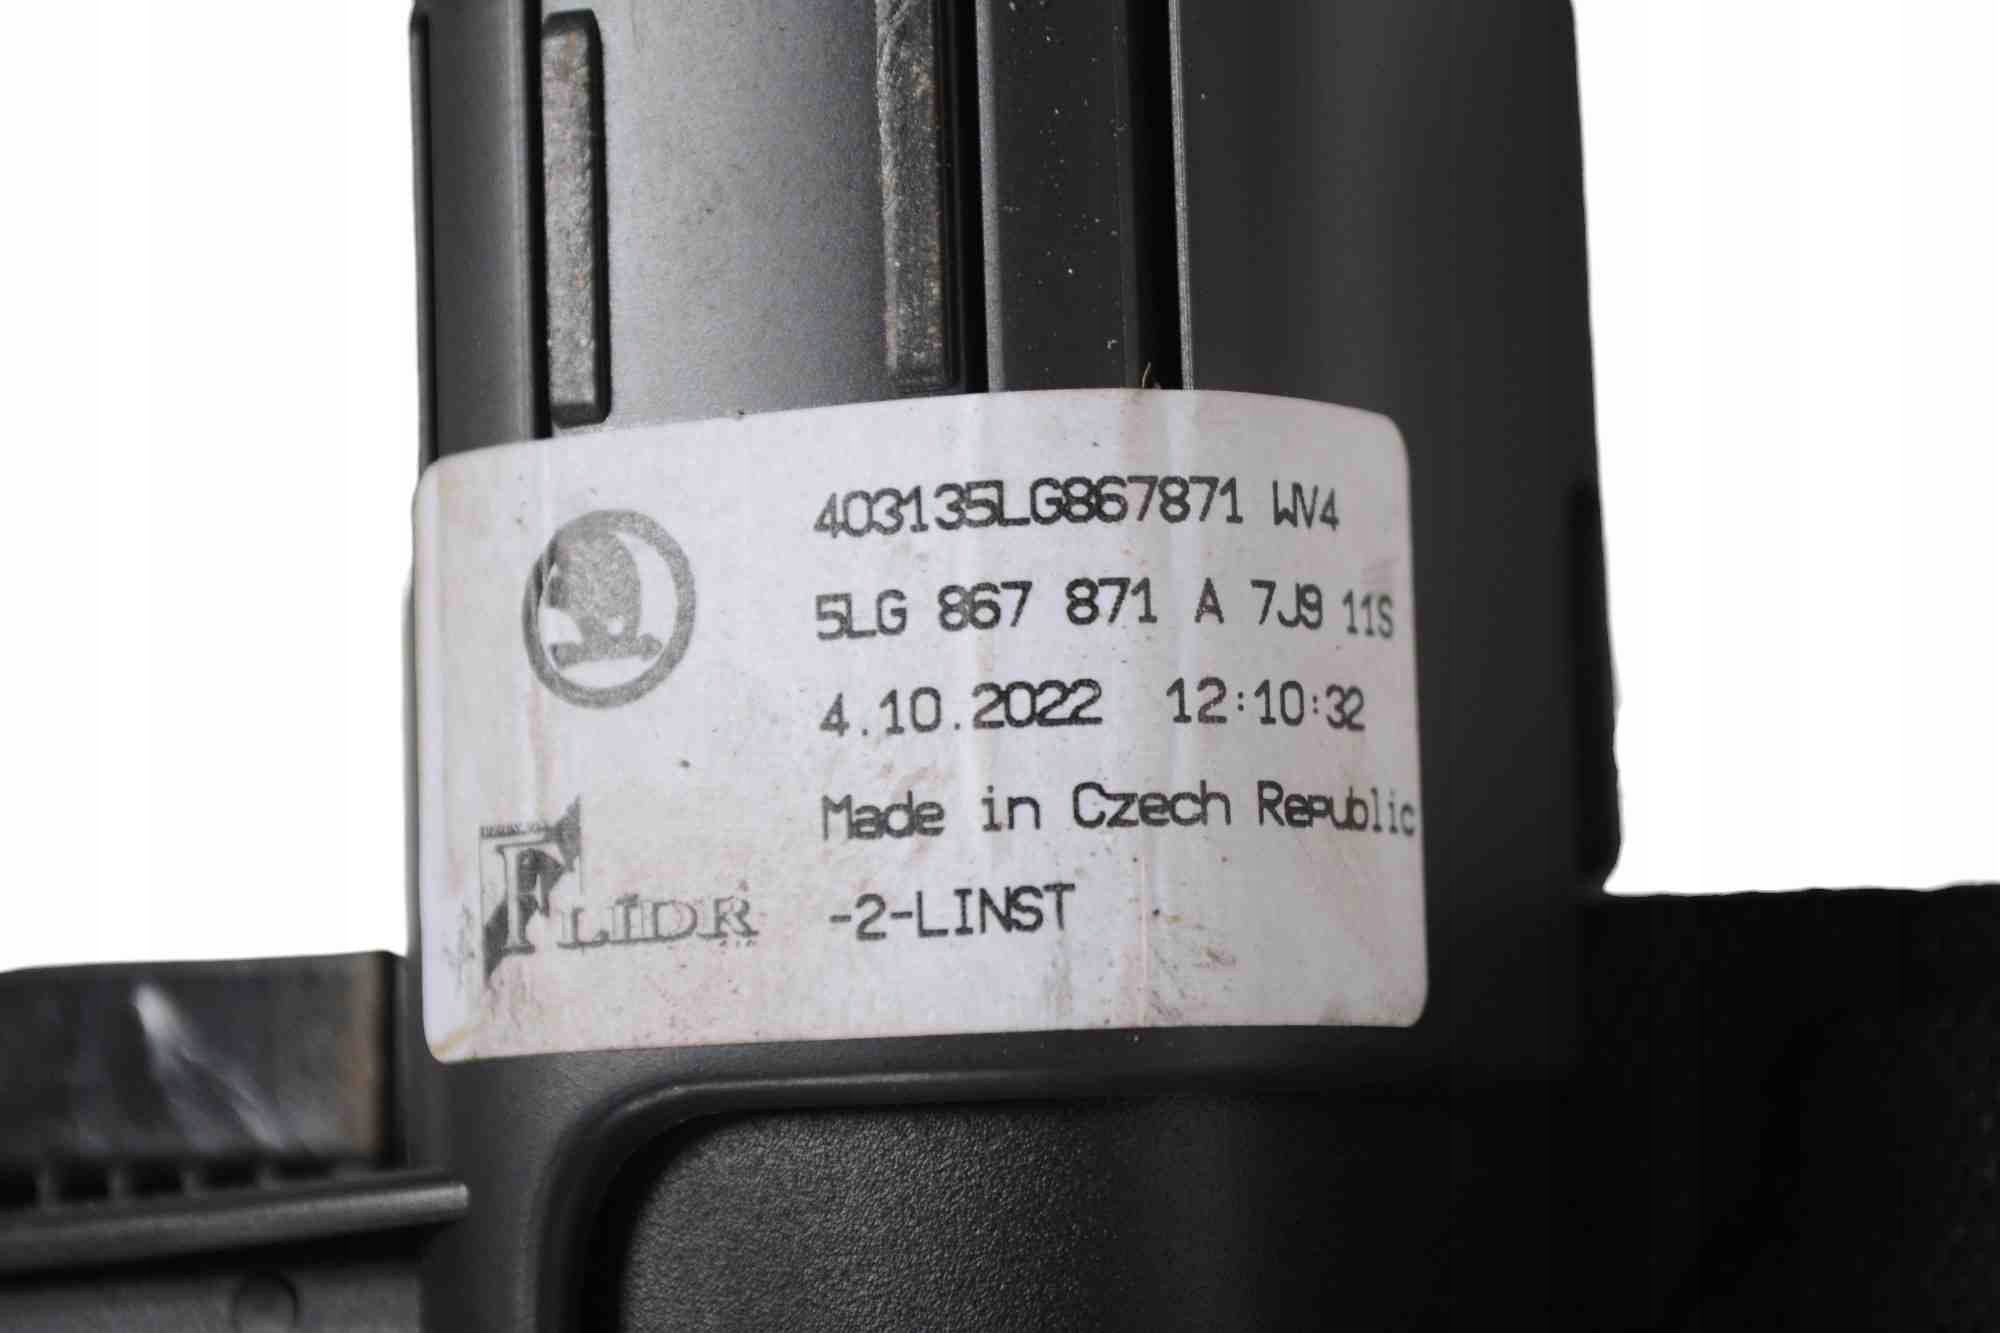 403135LG867871 WV4
5LG 867 871 A 7J9 11S
4.10.2022 12:10:32
Made in Czech Republic
FLÍDR
-2-LINST